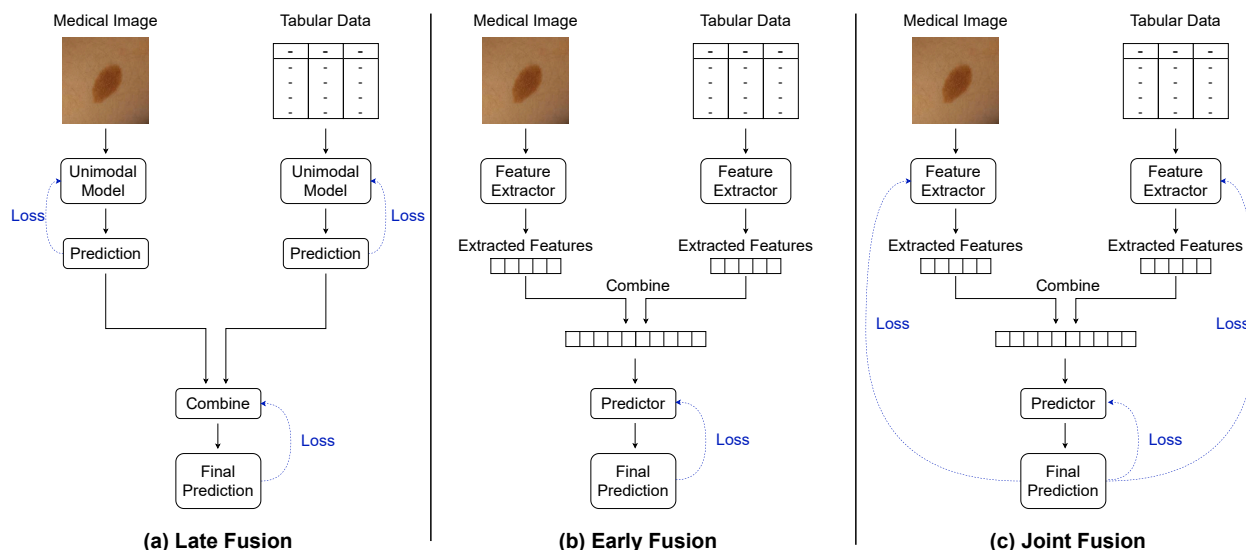 Medical Image
Tabular Data
- - -
- - -
- - -
- - -
- - -
Unimodal
Model
Unimodal
Model
Loss
Loss
Prediction
Prediction
Combine
Loss
Final
Prediction
(a) Late Fusion
Medical Image
Tabular Data
- - -
- - -
- - -
- - -
- - -
Feature
Extractor
Feature
Extractor
Extracted Features
Extracted Features
Combine
Predictor
Loss
Final
Prediction
(b) Early Fusion
Medical Image
Tabular Data
- - -
- - -
- - -
- - -
- - -
Feature
Extractor
Feature
Extractor
Extracted Features
Extracted Features
Combine
Loss
Loss
Predictor
Loss
Final
Prediction
(c) Joint Fusion